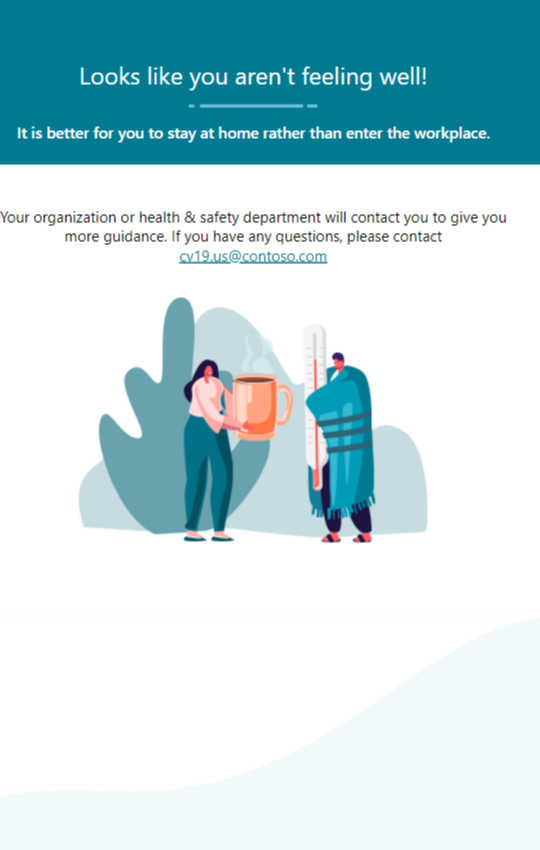 Looks like you aren't feeling well!
It is better for you to stay at home rather than enter the workplace.
Your organization or health & safety department will contact you to give you
more guidance. If you have any questions, please contact
cv19.us@contoso.com